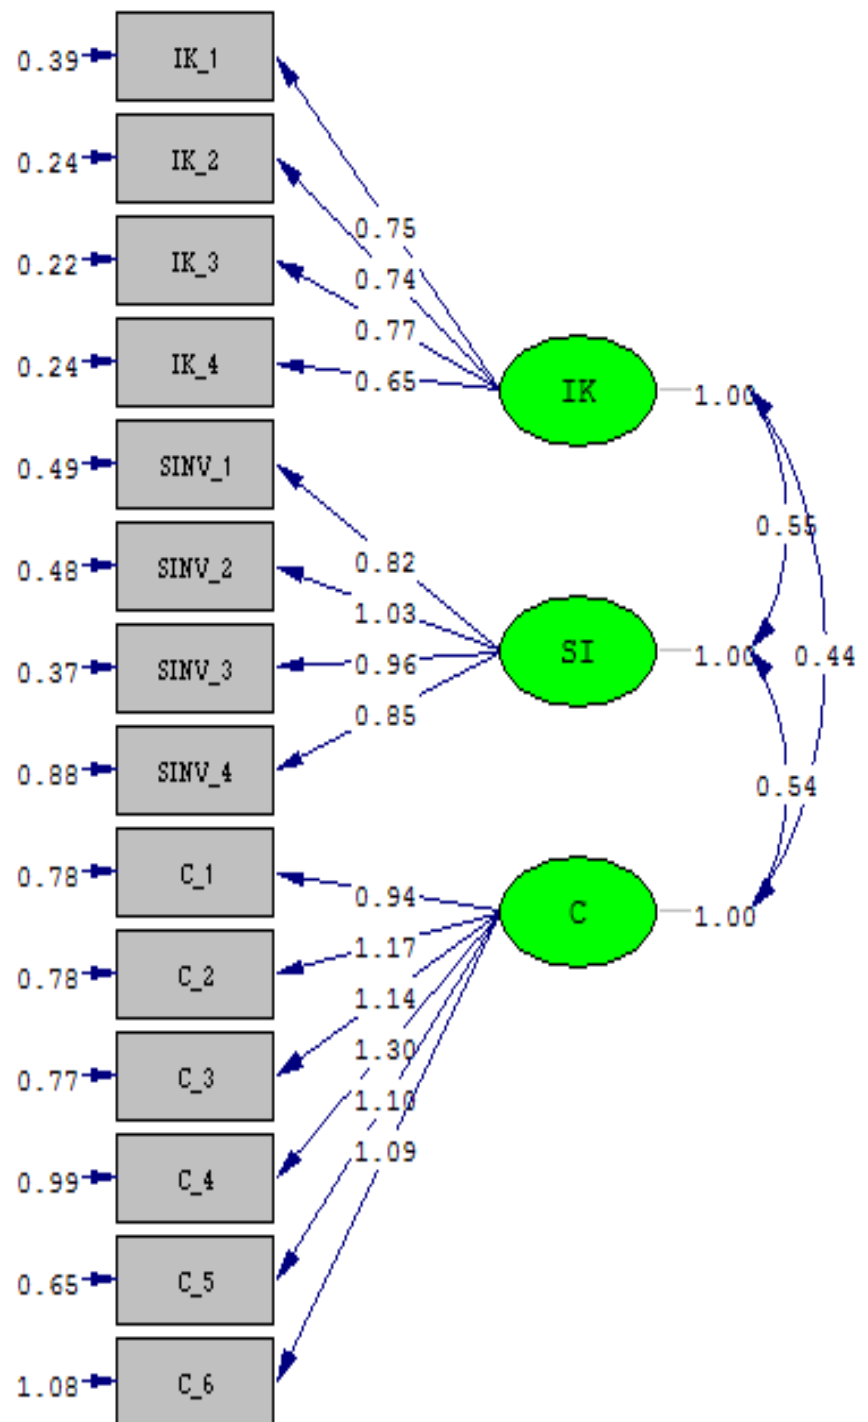 0.39 IK_1
0.24 IK_2
0.75
0.22 IK_3
0.74
0.77
0.24 IK_4
0.65
IK 1.00
0.49 SINV_1
0.55
0.48 SINV_2
0.82
1.03
0.37 SINV_3
0.96
SI 1.00 0.44
0.85
0.88 SINV_4
0.54
0.78 C_1
0.94
C 1.00
1.17
0.78 C_2
1.14
1.30
0.77 C_3
1.10
1.09
0.99 C_4
0.65 C_5
1.08 C_6